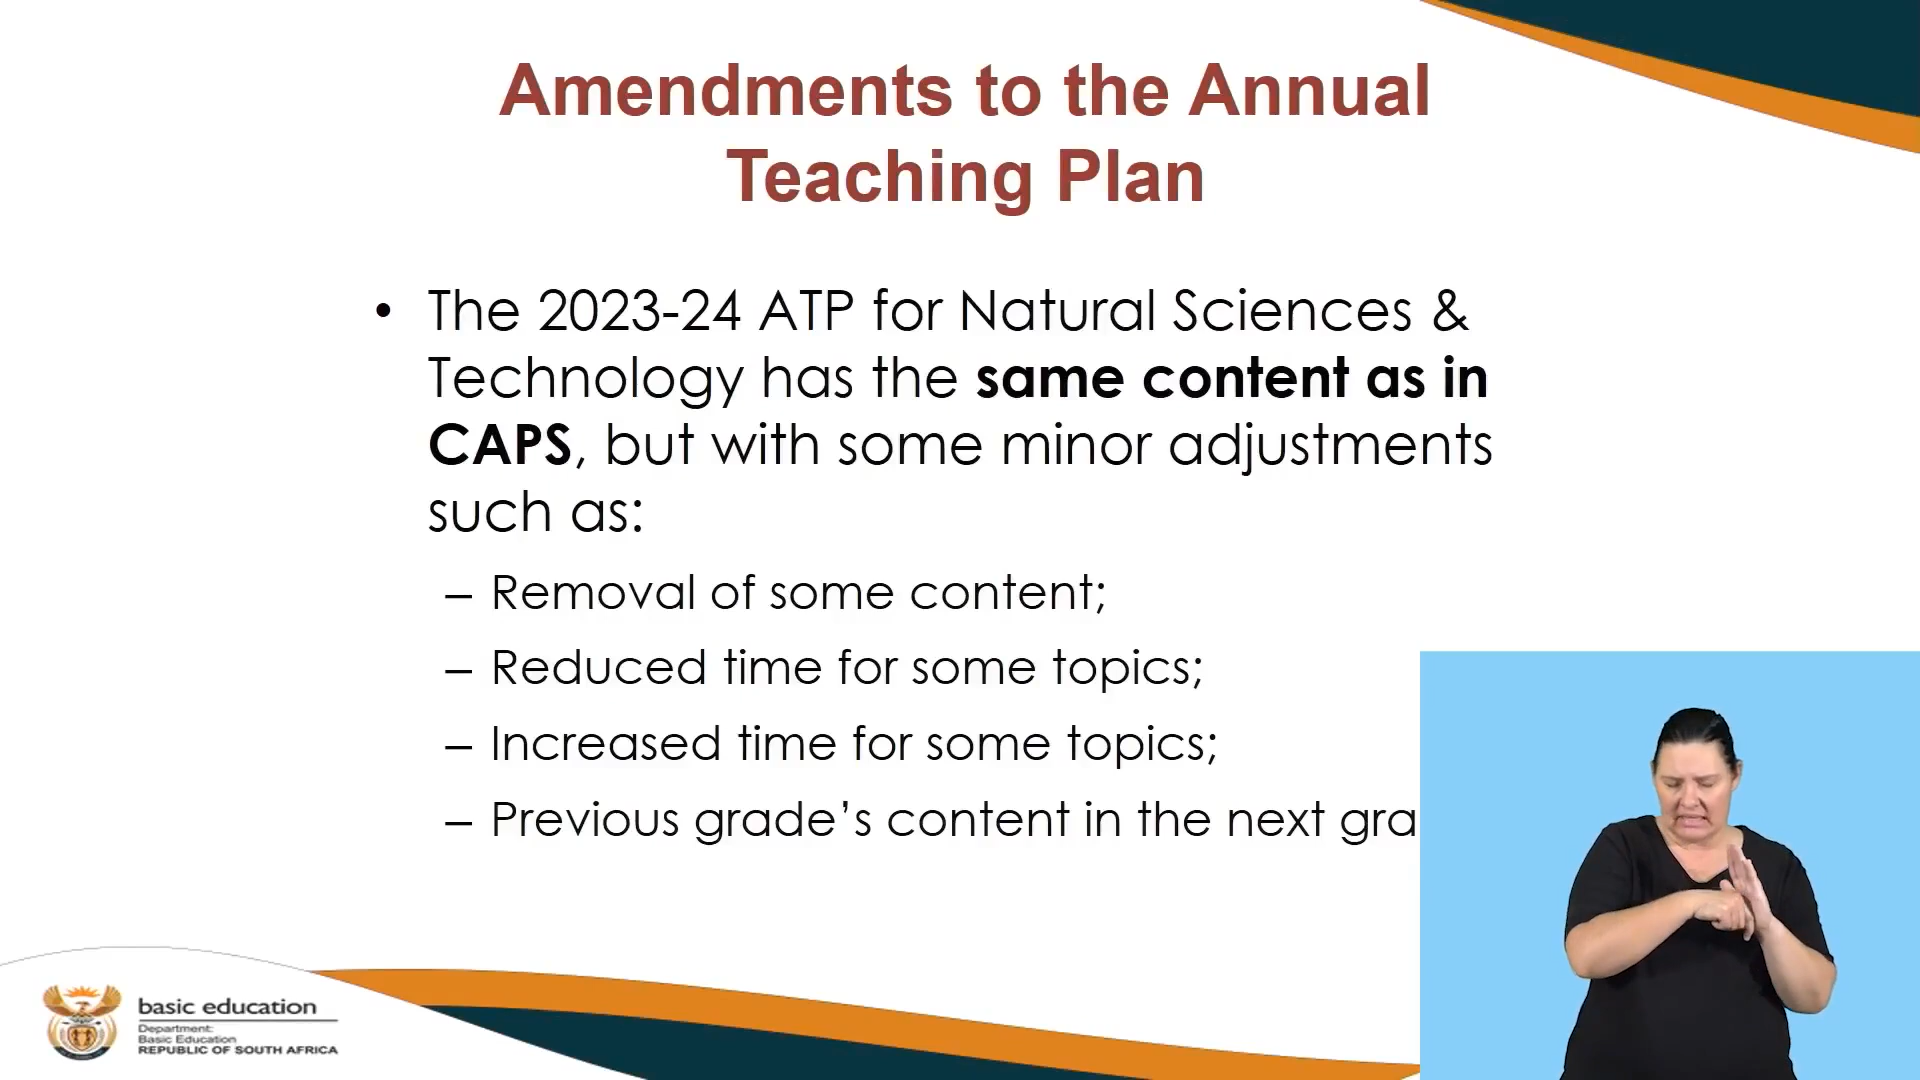 Amendments to the Annual
Teaching Plan
• The 2023-24 ATP for Natural Sciences &
Technology has the same content as in
CAPS, but with some minor adjustments
such as:
– Removal of some content;
– Reduced time for some topics;
– Increased time for some topics;
– Previous grade’s content in the next gra
basic education
Department:
Basic Education
REPUBLIC OF SOUTH AFRICA